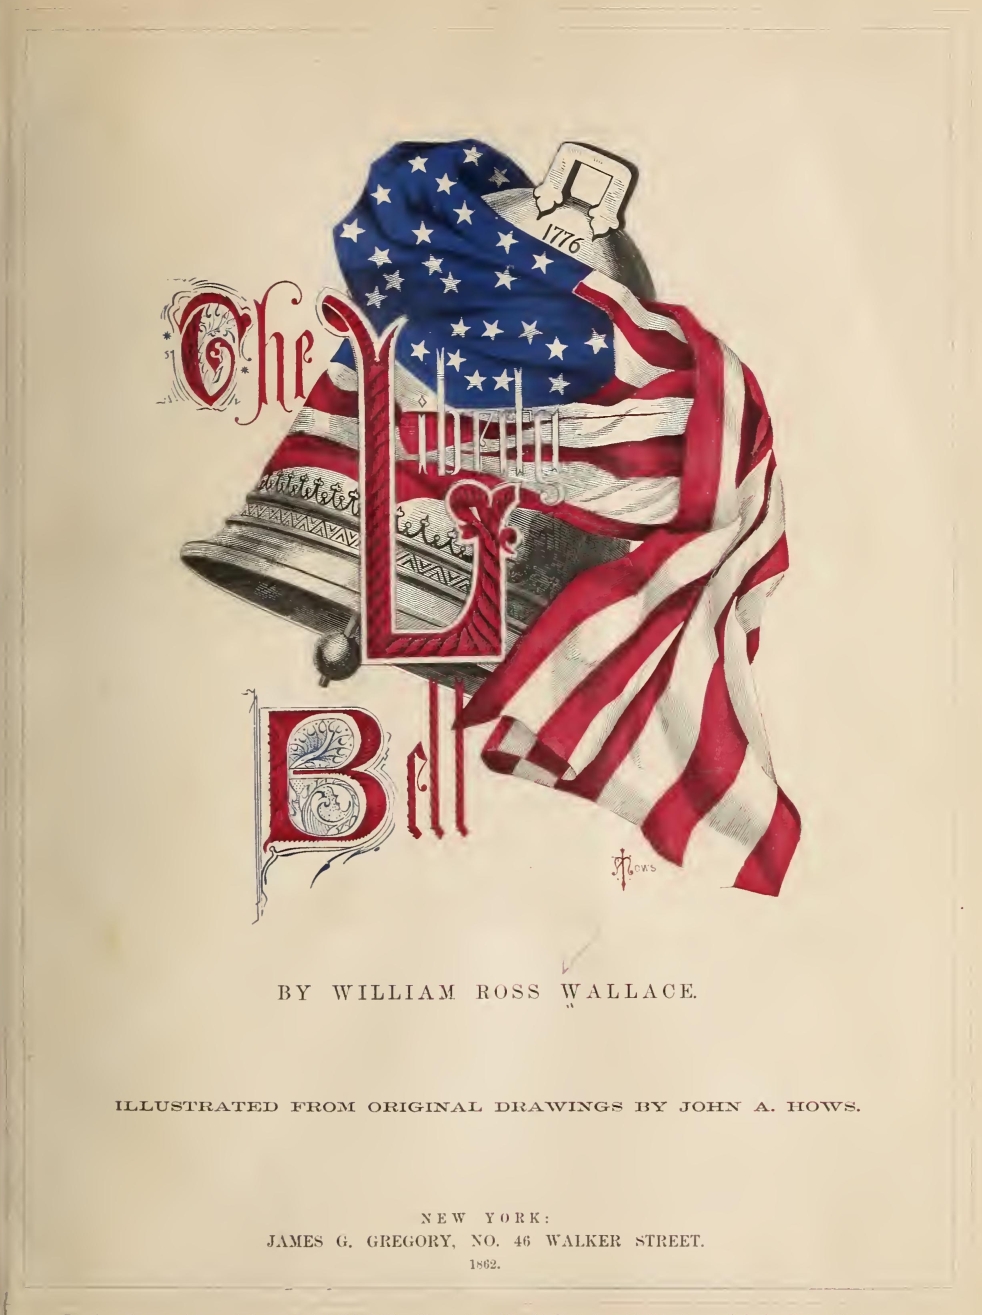 1776
The
Liberty
Bell
Hows
BY WILLIAM ROSS WALLACE.
ILLUSTRATED FROM ORIGINAL DRAWINGS BY JOHN A. HOWS.
NEW YORK:
JAMES G. GREGORY, NO. 46 WALKER STREET.
1862.